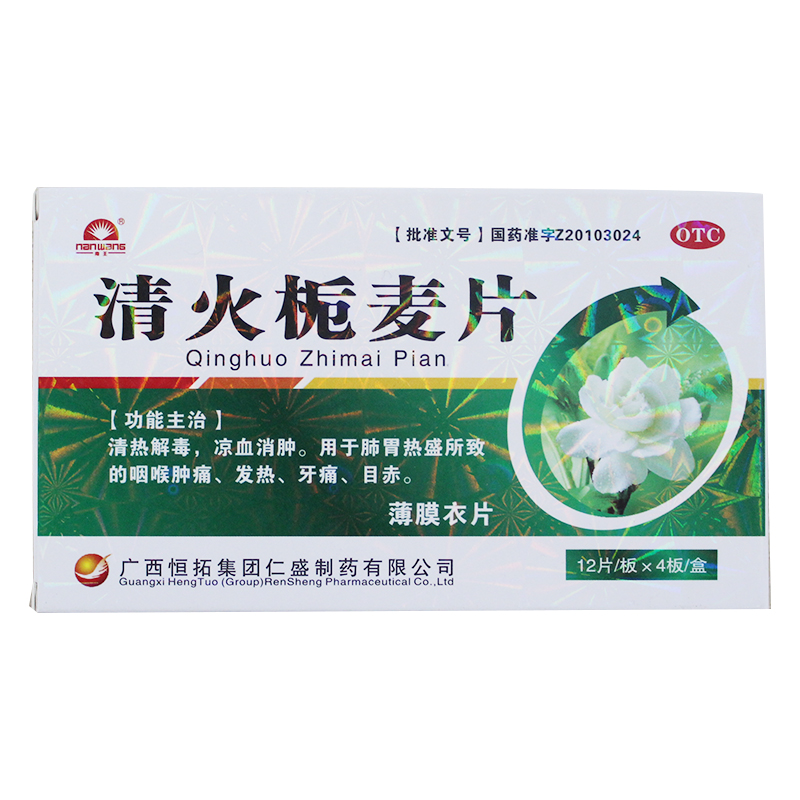 nanwang®
南王
【批准文号】国药准字Z20103024
OTC
清火栀麦片
Qinghuo Zhimai Pian
【功能主治】
清热解毒，凉血消肿。用于肺胃热盛所致
的咽喉肿痛、发热、牙痛、目赤。
薄膜衣片
广西恒拓集团仁盛制药有限公司
Guangxi HengTuo (Group)RenSheng Pharmaceutical Co.,Ltd
12片/板×4板/盒